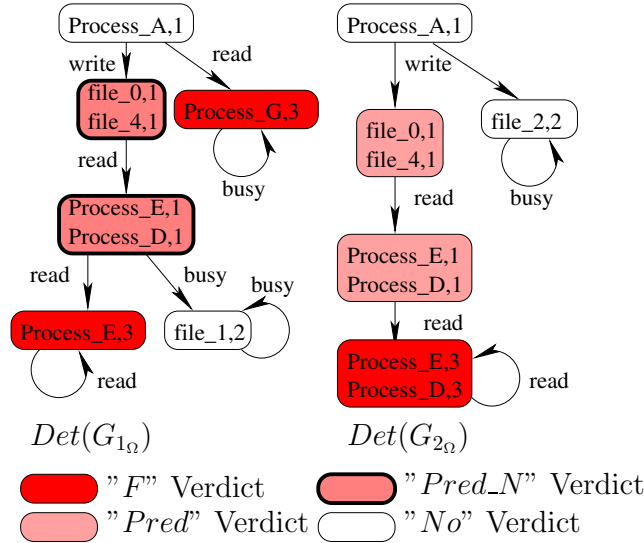 Process_A,1
read
write
file_0,1
file_4,1
Process_G,3
busy
read
Process_E,1
Process_D,1
read
busy
busy
Process_E,3
file_1,2
read
Det(G1Ω)
Process_A,1
write
file_2,2
file_0,1
file_4,1
busy
read
Process_E,1
Process_D,1
read
Process_E,3
Process_D,3
read
Det(G2Ω)
"F" Verdict
"Pred_N" Verdict
"Pred" Verdict
"No" Verdict